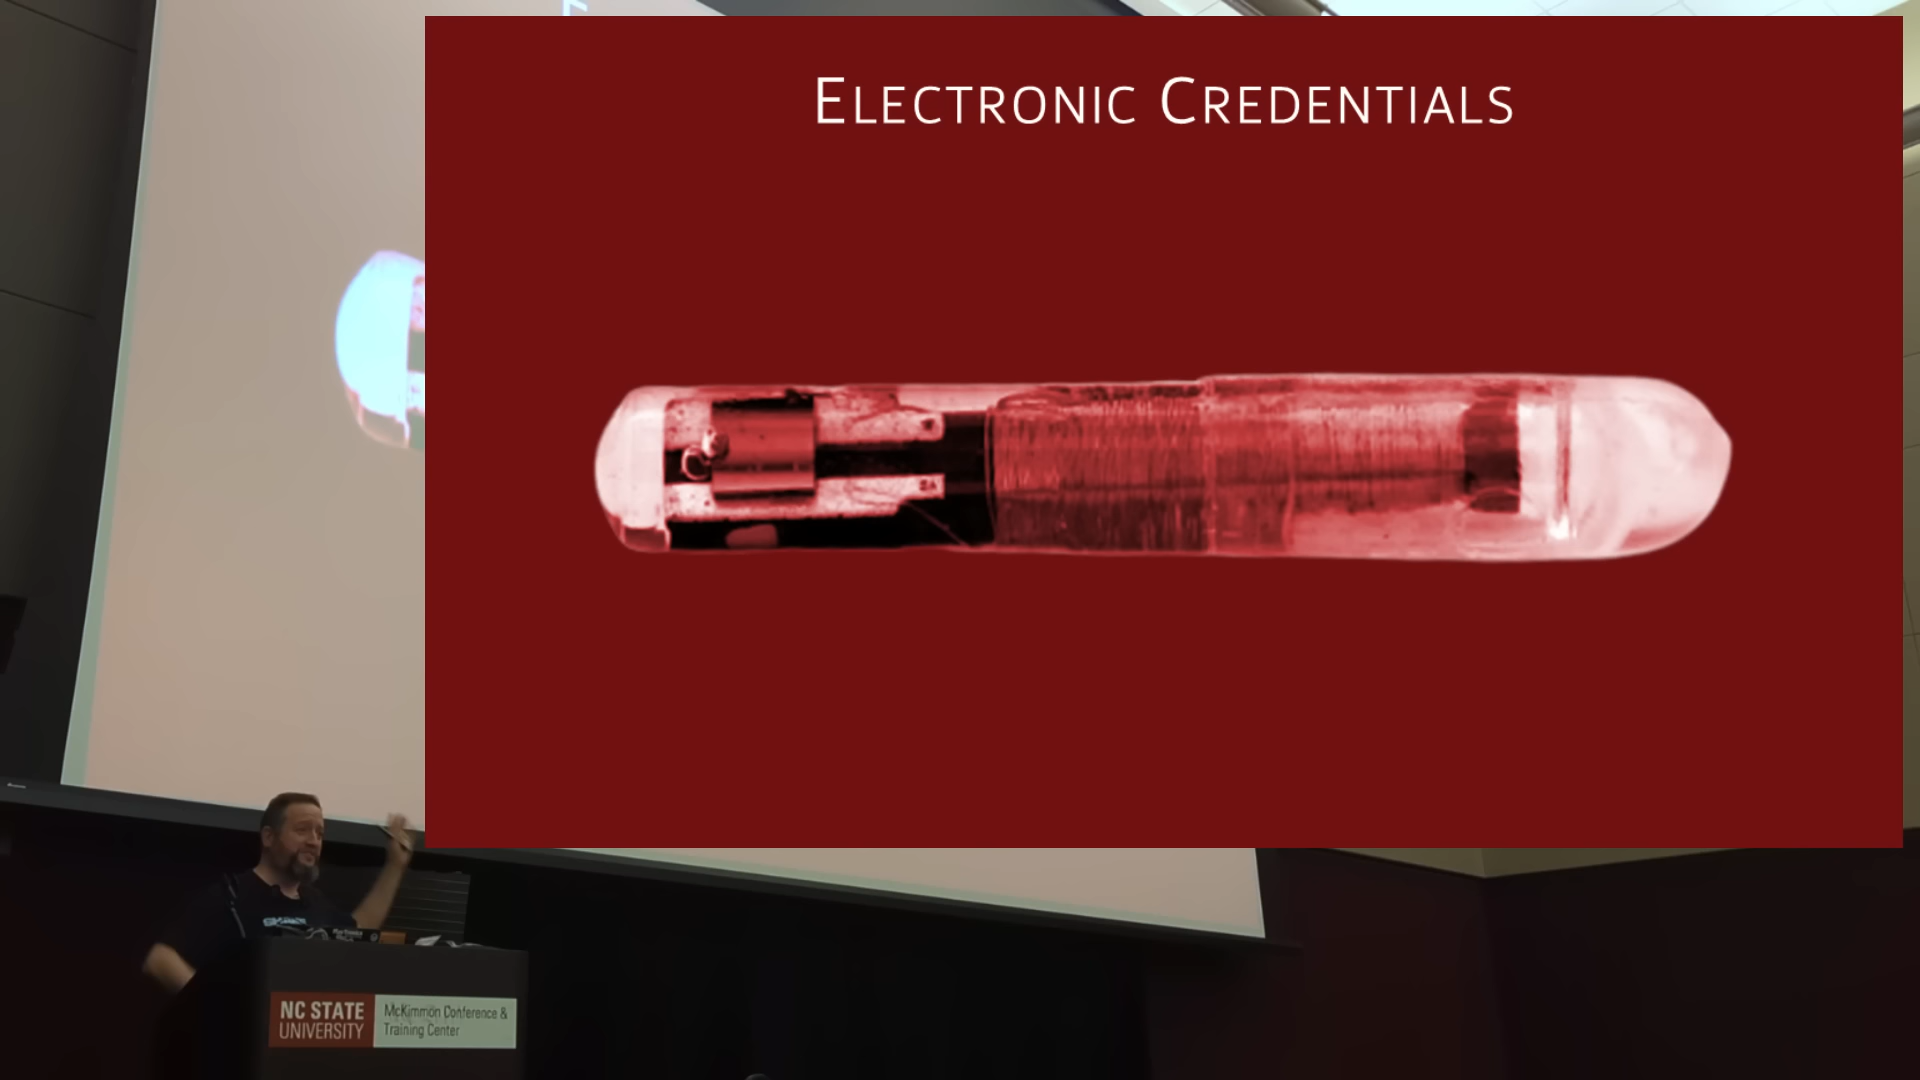 ELECTRONIC CREDENTIALS
NC STATE
UNIVERSITY
McKimmon Conference &
Training Center